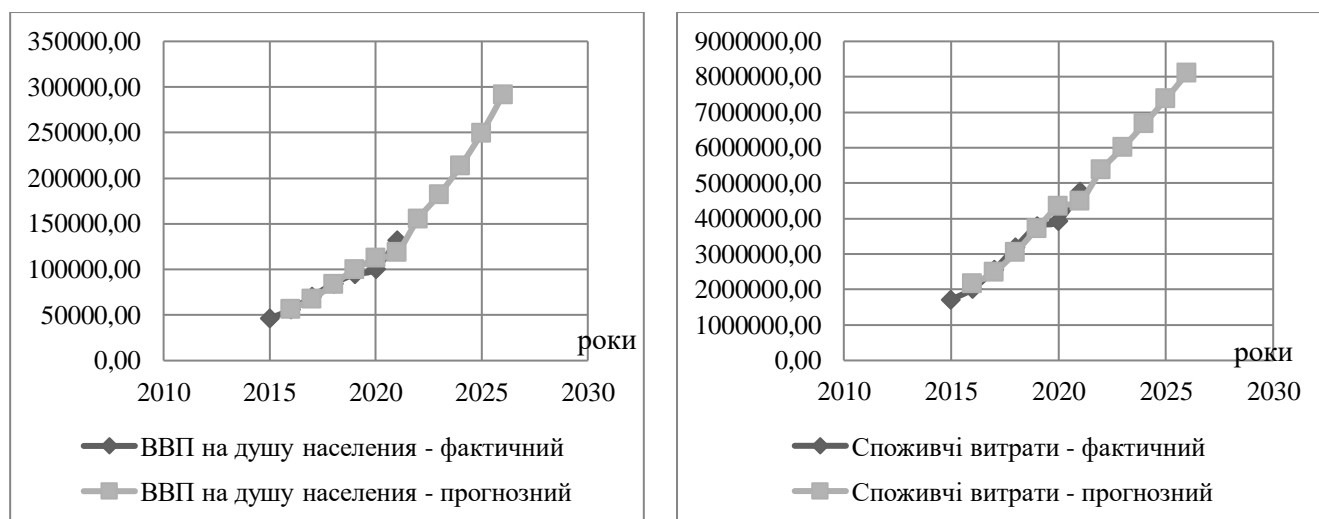 350000,00
300000,00
250000,00
200000,00
150000,00
100000,00
50000,00
0,00
роки
2010 2015 2020 2025 2030
ВВП на душу населения - фактичний
ВВП на душу населения - прогнозний
9000000,00
8000000,00
7000000,00
6000000,00
5000000,00
4000000,00
3000000,00
2000000,00
1000000,00
0,00
роки
2010 2015 2020 2025 2030
Споживчі витрати - фактичний
Споживчі витрати - прогнозний